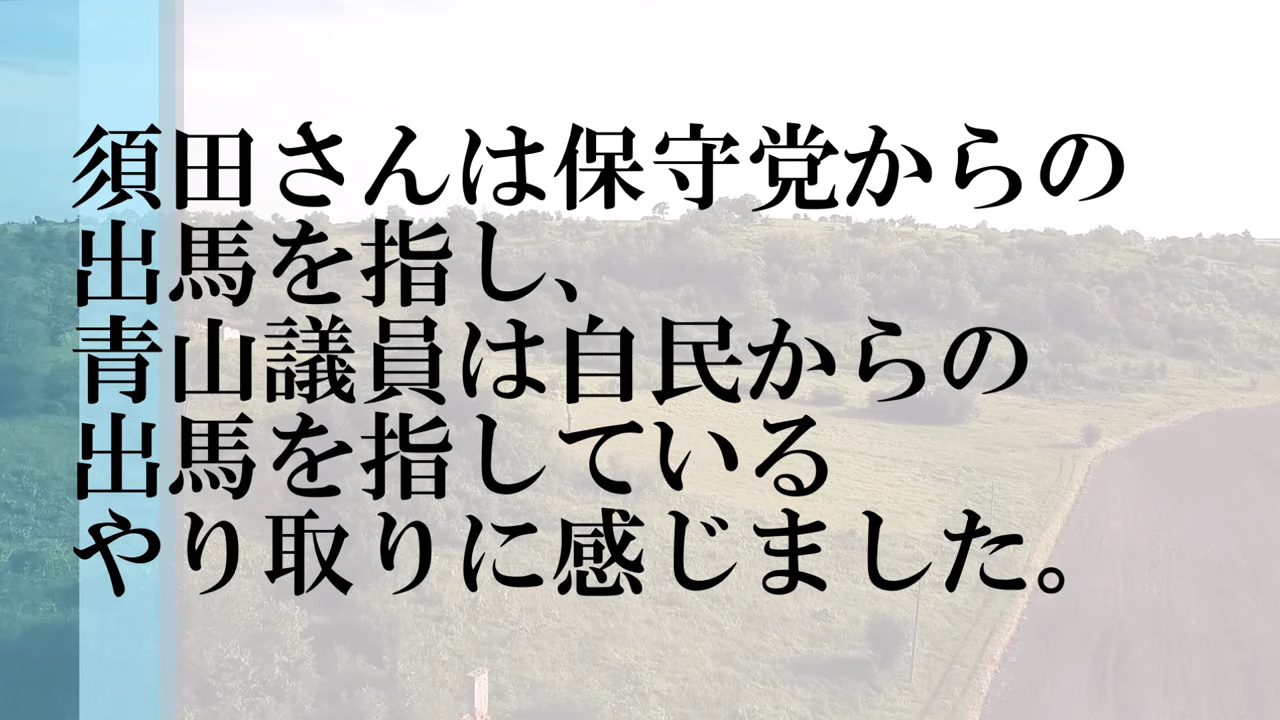 須田さんは保守党からの
出馬を指し、
青山議員は自民からの
出馬を指している
やり取りに感じました。